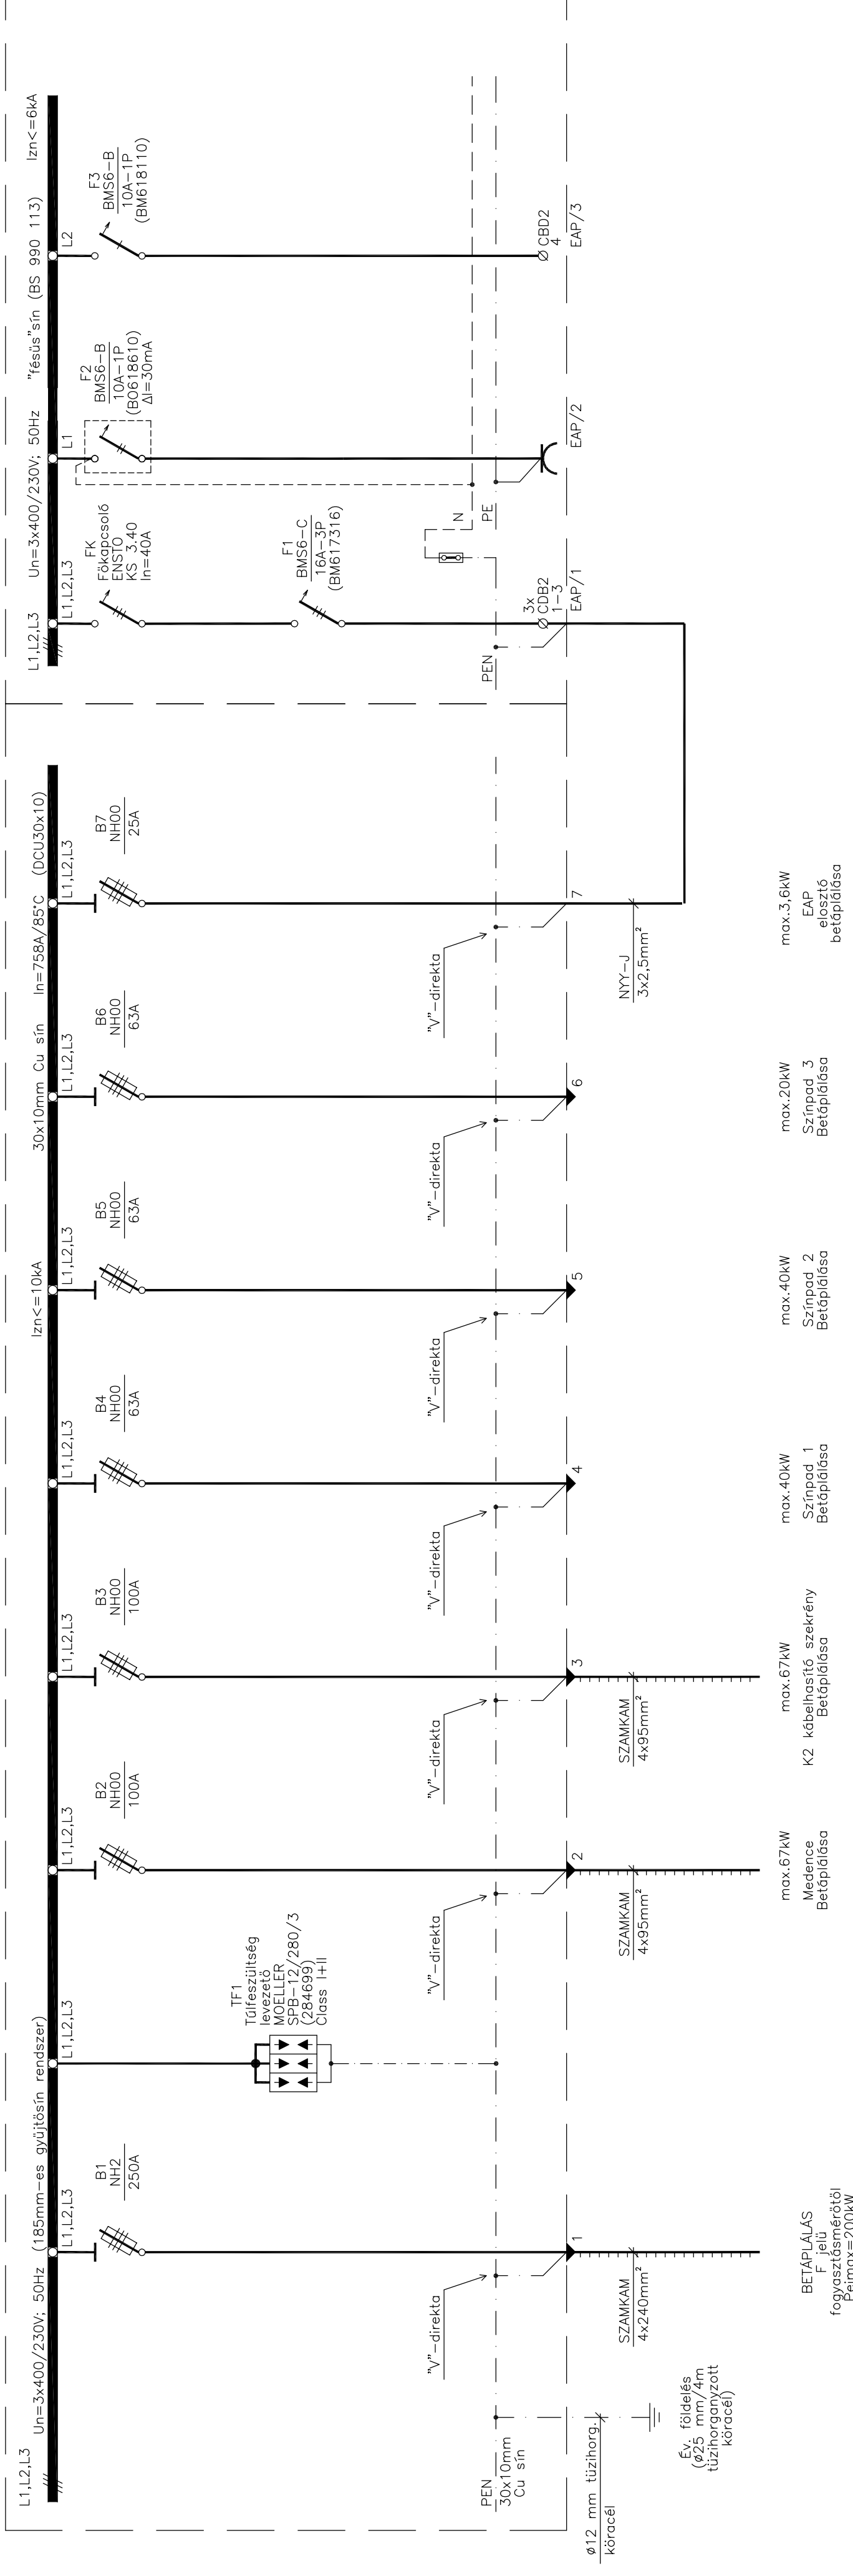 L1,L2,L3
Un=3x400/230V; 50Hz (185mm-es gyűjtősín rendszer)
Izn<=10kA
30x10mm Cu sín
In=758A/85°C (DCU30x10)
L1,L2,L3
B1
NH2
250A
"V"-direkta
1
SZAMKAM
4x240mm²
BETÁPLÁLÁS
F jelű
fogyasztásmérőtől
Peimax=200kW
PEN
30x10mm
Cu sín
ø12 mm tüzihorg.
köracél
Év. földelés
(ø25 mm/4m
tüzihorganyzott
köracél)
L1,L2,L3
TF1
Túlfeszültség
levezető
MOELLER
SPB-12/280/3
(284699)
Class I+II
L1,L2,L3
B2
NH00
100A
"V"-direkta
2
SZAMKAM
4x95mm²
max.67kW
Medence
Betáplálása
L1,L2,L3
B3
NH00
100A
"V"-direkta
3
SZAMKAM
4x95mm²
max.67kW
K2 kábelhasító szekrény
Betáplálása
L1,L2,L3
B4
NH00
63A
"V"-direkta
4
max.40kW
Színpad 1
Betáplálása
L1,L2,L3
B5
NH00
63A
"V"-direkta
5
max.40kW
Színpad 2
Betáplálása
L1,L2,L3
B6
NH00
63A
"V"-direkta
6
max.20kW
Színpad 3
Betáplálása
L1,L2,L3
B7
NH00
25A
"V"-direkta
7
NYY-J
3x2,5mm²
max.3,6kW
EAP
elosztó
betáplálása
L1,L2,L3
Un=3x400/230V; 50Hz
"fésüs"sín (BS 990 113)
Izn<=6kA
L1,L2,L3
FK
Főkapcsoló
ENSTO
KS 3.40
In=40A
F1
BMS6-C
16A-3P
(BM617316)
PEN
3x
CDB2
1-3
EAP/1
N
PE
L1
F2
BMS6-B
10A-1P
(BO618610)
ΔI=30mA
EAP/2
L2
F3
BMS6-B
10A-1P
(BM618110)
CBD2
4
EAP/3